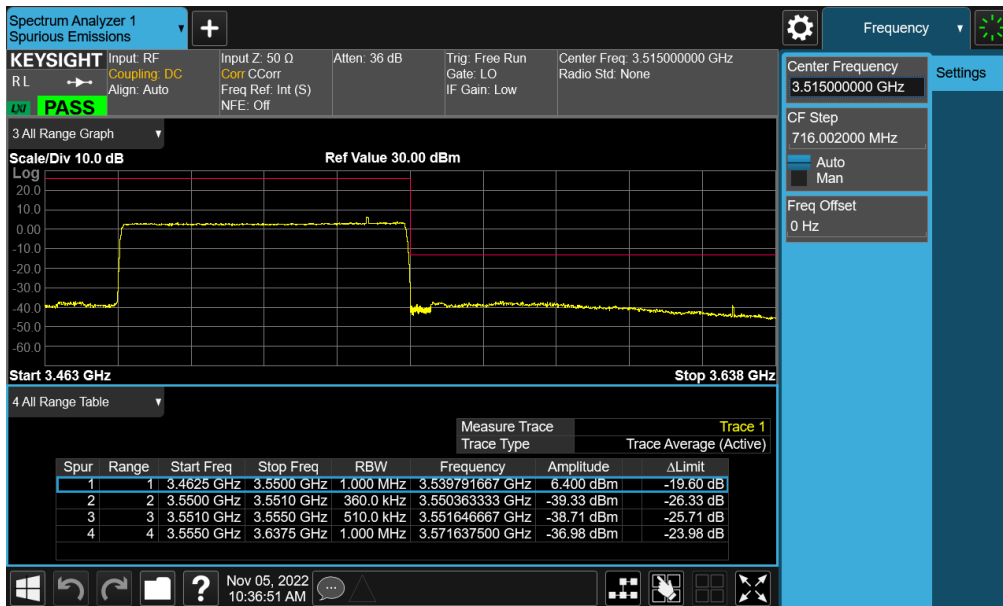 Spectrum Analyzer 1
Spurious Emissions
+
Frequency
KEYSIGHT
R L
LXI
PASS
Input: RF
Coupling: DC
Align: Auto
Input Z: 50 Ω
Corr CCorr
Freq Ref: Int (S)
NFE: Off
Atten: 36 dB
Trig: Free Run
Gate: LO
IF Gain: Low
Center Freq: 3.515000000 GHz
Radio Std: None
Center Frequency
3.515000000 GHz
Settings
CF Step
716.002000 MHz
Auto
Man
Freq Offset
0 Hz
3 All Range Graph
Scale/Div 10.0 dB
Ref Value 30.00 dBm
Log
20.0
10.0
0.00
-10.0
-20.0
-30.0
-40.0
-50.0
-60.0
Start 3.463 GHz
Stop 3.638 GHz
4 All Range Table
Measure Trace Trace 1
Trace Type Trace Average (Active)
Spur Range Start Freq Stop Freq RBW Frequency Amplitude ΔLimit
1 1 3.4625 GHz 3.5500 GHz 1.000 MHz 3.539791667 GHz 6.400 dBm -19.60 dB
2 2 3.5500 GHz 3.5510 GHz 360.0 kHz 3.550363333 GHz -39.33 dBm -26.33 dB
3 3 3.5510 GHz 3.5550 GHz 510.0 kHz 3.551646667 GHz -38.71 dBm -25.71 dB
4 4 3.5550 GHz 3.6375 GHz 1.000 MHz 3.571637500 GHz -36.98 dBm -23.98 dB
?
Nov 05, 2022
10:36:51 AM